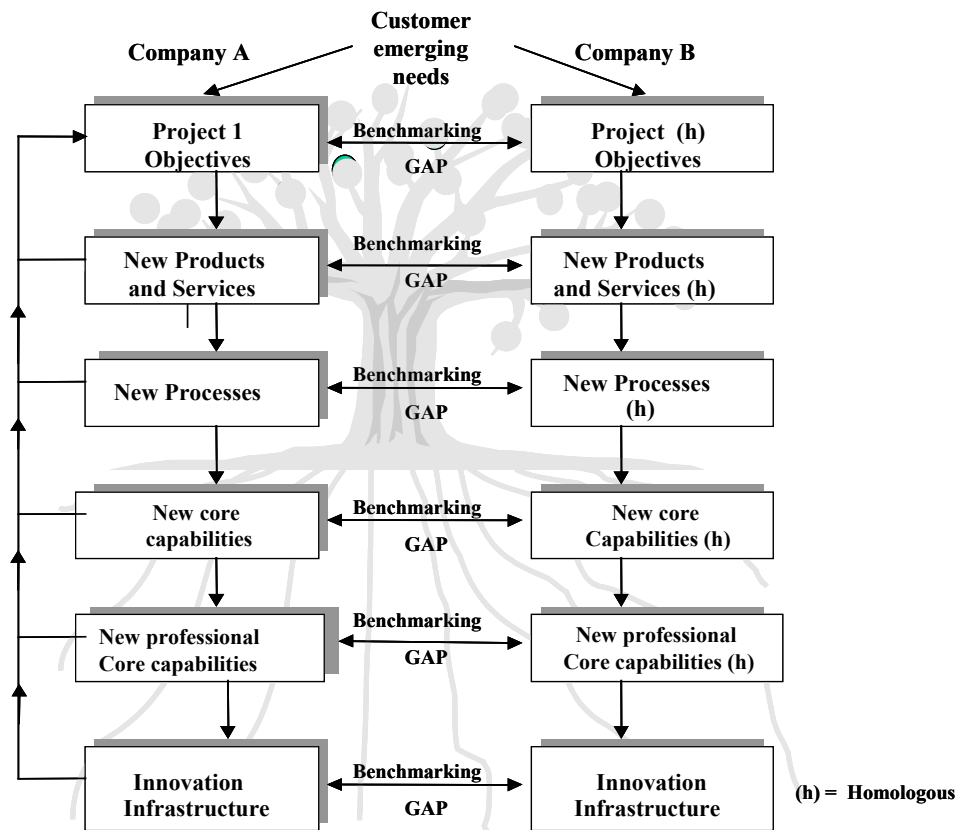 Customer
emerging
needs
Company A
Company B
Project 1
Objectives
Benchmarking
GAP
Project (h)
Objectives
New Products
and Services
Benchmarking
GAP
New Products
and Services (h)
New Processes
Benchmarking
GAP
New Processes
(h)
New core
capabilities
Benchmarking
GAP
New core
Capabilities (h)
New professional
Core capabilities
Benchmarking
GAP
New professional
Core capabilities (h)
Innovation
Infrastructure
Benchmarking
GAP
Innovation
Infrastructure
(h) = Homologous